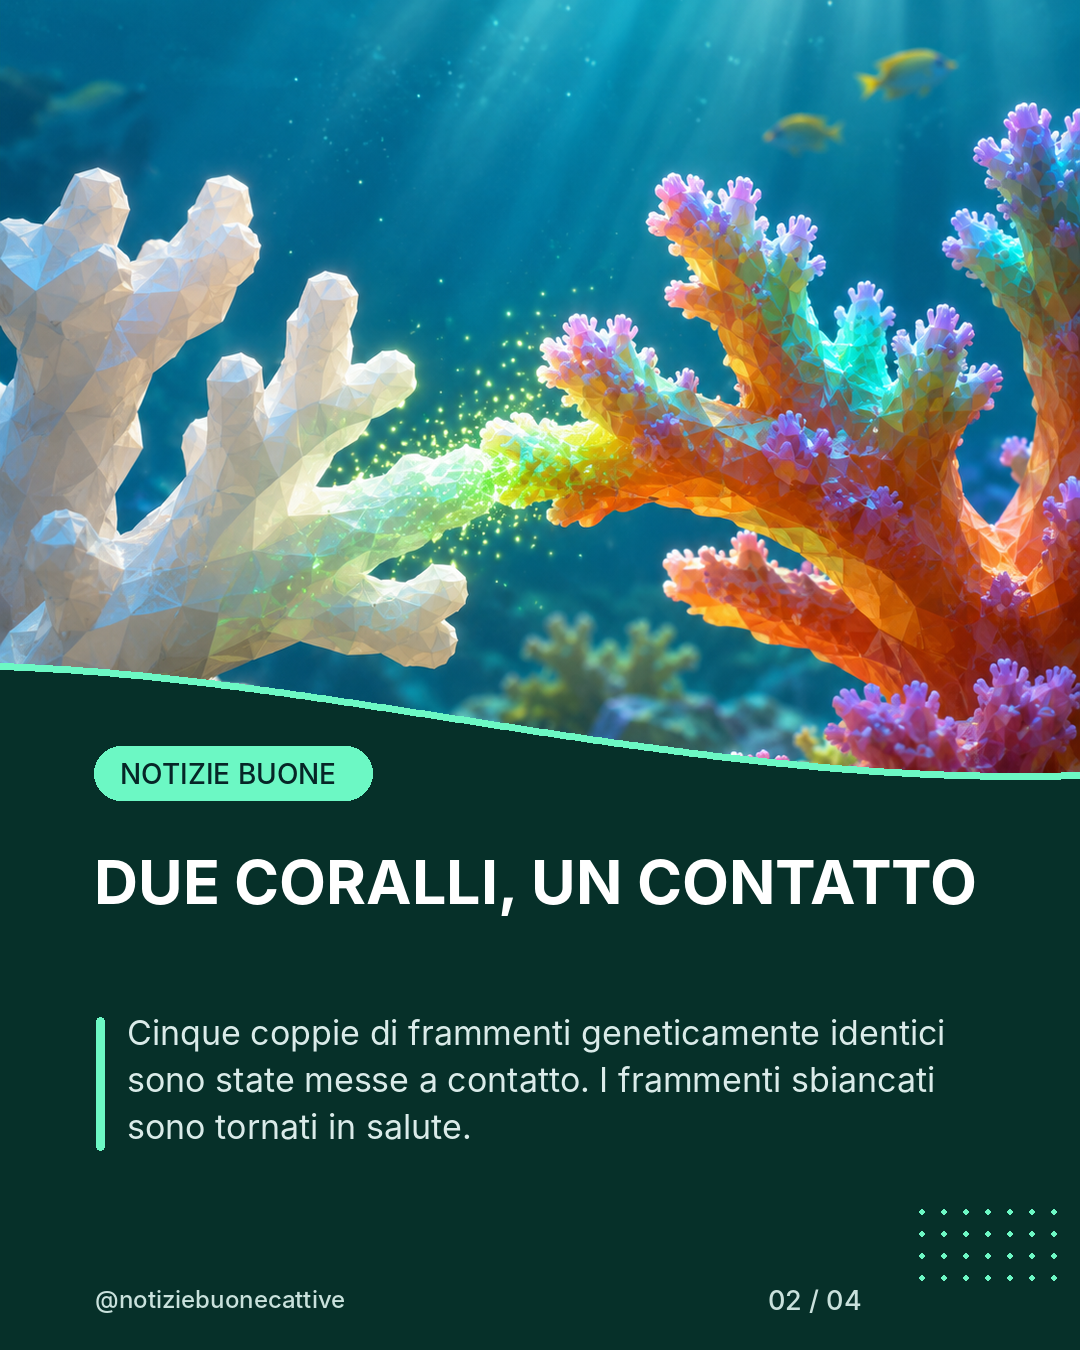 NOTIZIE BUONE
DUE CORALLI, UN CONTATTO
Cinque coppie di frammenti geneticamente identici
sono state messe a contatto. I frammenti sbiancati
sono tornati in salute.
@notiziebuonecattive
02 / 04